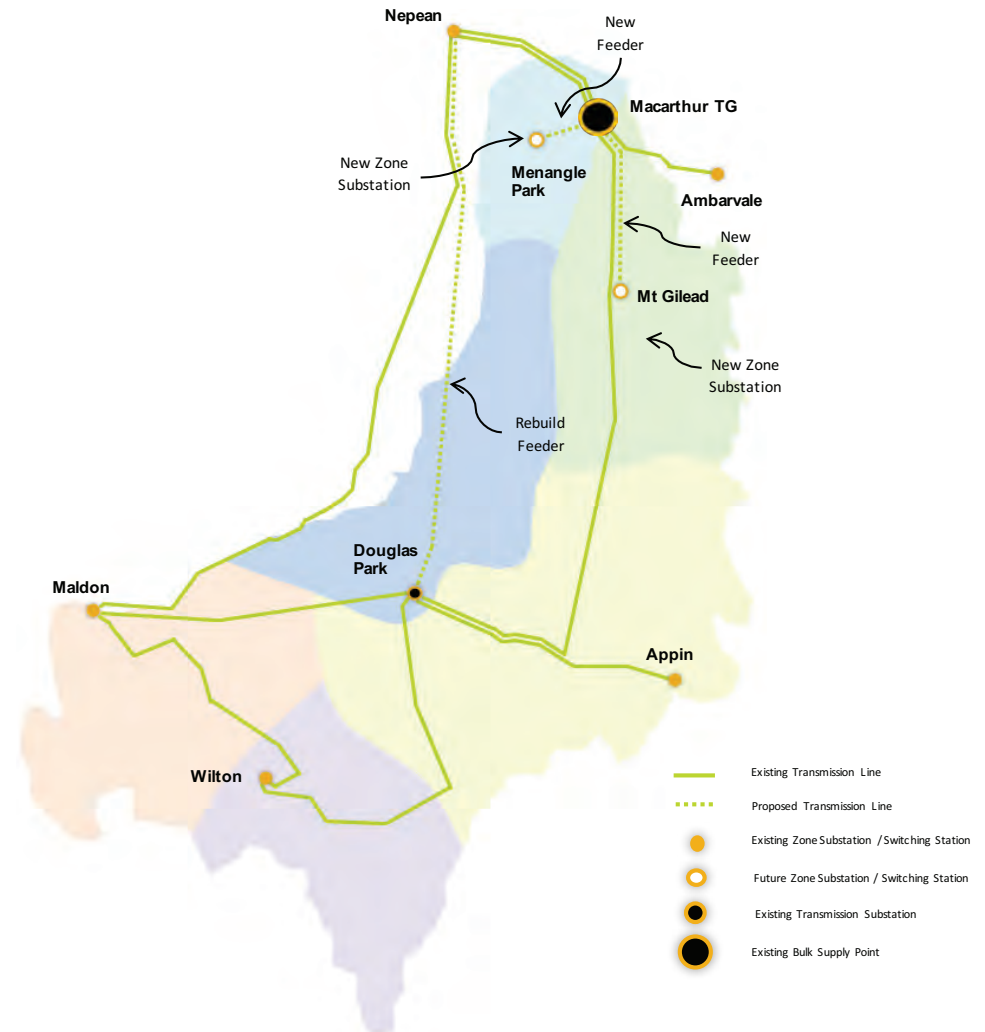 Nepean
New
Feeder
Macarthur TG
New Zone
Substation
Menangle
Park
Ambarvale
New
Feeder
Mt Gilead
New Zone
Substation
Rebuild
Feeder
Douglas
Park
Maldon
Appin
Wilton
Existing Transmission Line
Proposed Transmission Line
Existing Zone Substation / Switching Station
Future Zone Substation / Switching Station
Existing Transmission Substation
Existing Bulk Supply Point